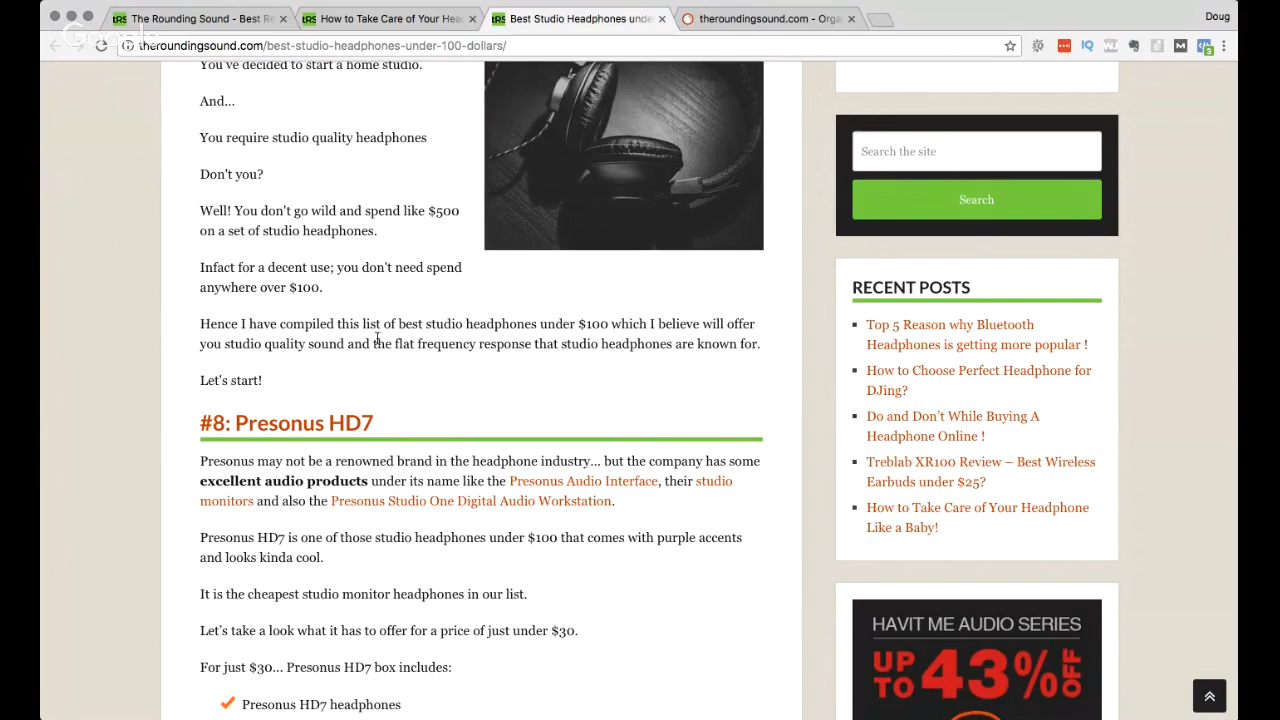 The Rounding Sound - Best Re
How to Take Care of Your Hea
Best Studio Headphones unde
theroundingsound.com - Orga
Doug
Google
theroundingsound.com/best-studio-headphones-under-100-dollars/
You've decided to start a home studio.
And...
You require studio quality headphones
Don't you?
Well! You don't go wild and spend like $500
on a set of studio headphones.
Infact for a decent use; you don't need spend
anywhere over $100.
Hence I have compiled this list of best studio headphones under $100 which I believe will offer
you studio quality sound and the flat frequency response that studio headphones are known for.
Let's start!
#8: Presonus HD7
Presonus may not be a renowned brand in the headphone industry... but the company has some
excellent audio products under its name like the Presonus Audio Interface, their studio
monitors and also the Presonus Studio One Digital Audio Workstation.
Presonus HD7 is one of those studio headphones under $100 that comes with purple accents
and looks kinda cool.
It is the cheapest studio monitor headphones in our list.
Let's take a look what it has to offer for a price of just under $30.
For just $30... Presonus HD7 box includes:
Presonus HD7 headphones
Search the site
Search
RECENT POSTS
Top 5 Reason why Bluetooth
Headphones is getting more popular !
How to Choose Perfect Headphone for
DJing?
Do and Don't While Buying A
Headphone Online !
Treblab XR100 Review – Best Wireless
Earbuds under $25?
How to Take Care of Your Headphone
Like a Baby!
HAVIT ME AUDIO SERIES
UP TO 43% OFF